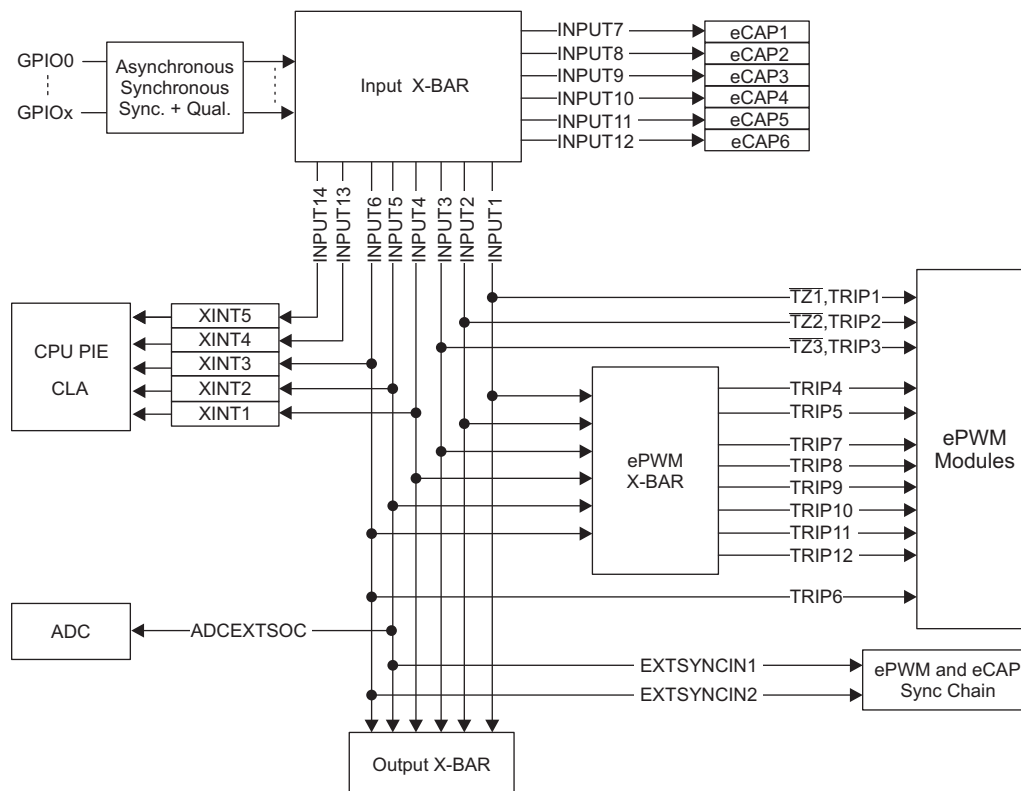 GPIO0
GPIOx
Asynchronous
Synchronous
Sync. + Qual.
Input X-BAR
INPUT7
INPUT8
INPUT9
INPUT10
INPUT11
INPUT12
eCAP1
eCAP2
eCAP3
eCAP4
eCAP5
eCAP6
INPUT14
INPUT13
INPUT6
INPUT5
INPUT4
INPUT3
INPUT2
INPUT1
CPU PIE
CLA
XINT5
XINT4
XINT3
XINT2
XINT1
TZ1,TRIP1
TZ2,TRIP2
TZ3,TRIP3
ePWM
X-BAR
TRIP4
TRIP5
TRIP7
TRIP8
TRIP9
TRIP10
TRIP11
TRIP12
TRIP6
ePWM
Modules
ADC
ADCEXTSOC
EXTSYNCIN1
EXTSYNCIN2
ePWM and eCAP
Sync Chain
Output X-BAR